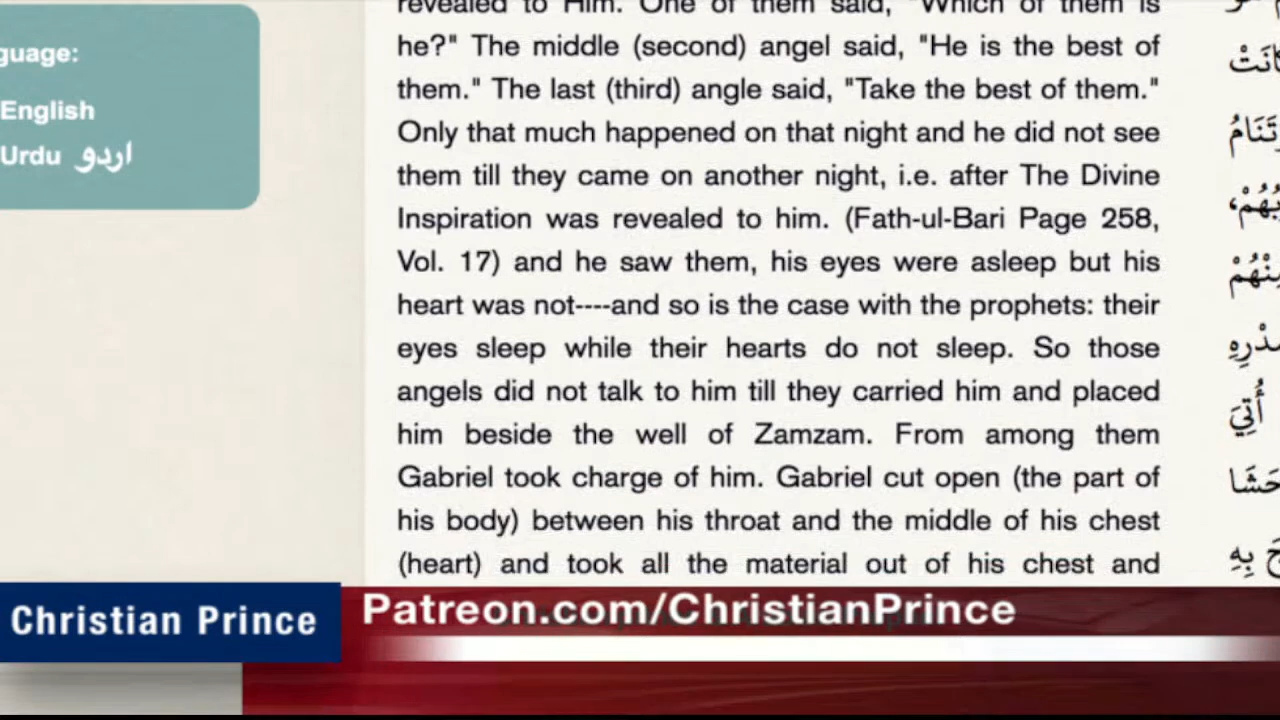 guage:
English
Urdu اردو
revealed to Him. One of them said, "Which of them is
he?" The middle (second) angel said, "He is the best of
them." The last (third) angle said, "Take the best of them."
Only that much happened on that night and he did not see
them till they came on another night, i.e. after The Divine
Inspiration was revealed to him. (Fath-ul-Bari Page 258,
Vol. 17) and he saw them, his eyes were asleep but his
heart was not----and so is the case with the prophets: their
eyes sleep while their hearts do not sleep. So those
angels did not talk to him till they carried him and placed
him beside the well of Zamzam. From among them
Gabriel took charge of him. Gabriel cut open (the part of
his body) between his throat and the middle of his chest
(heart) and took all the material out of his chest and
أُتِيَ
Christian Prince
Patreon.com/ChristianPrince